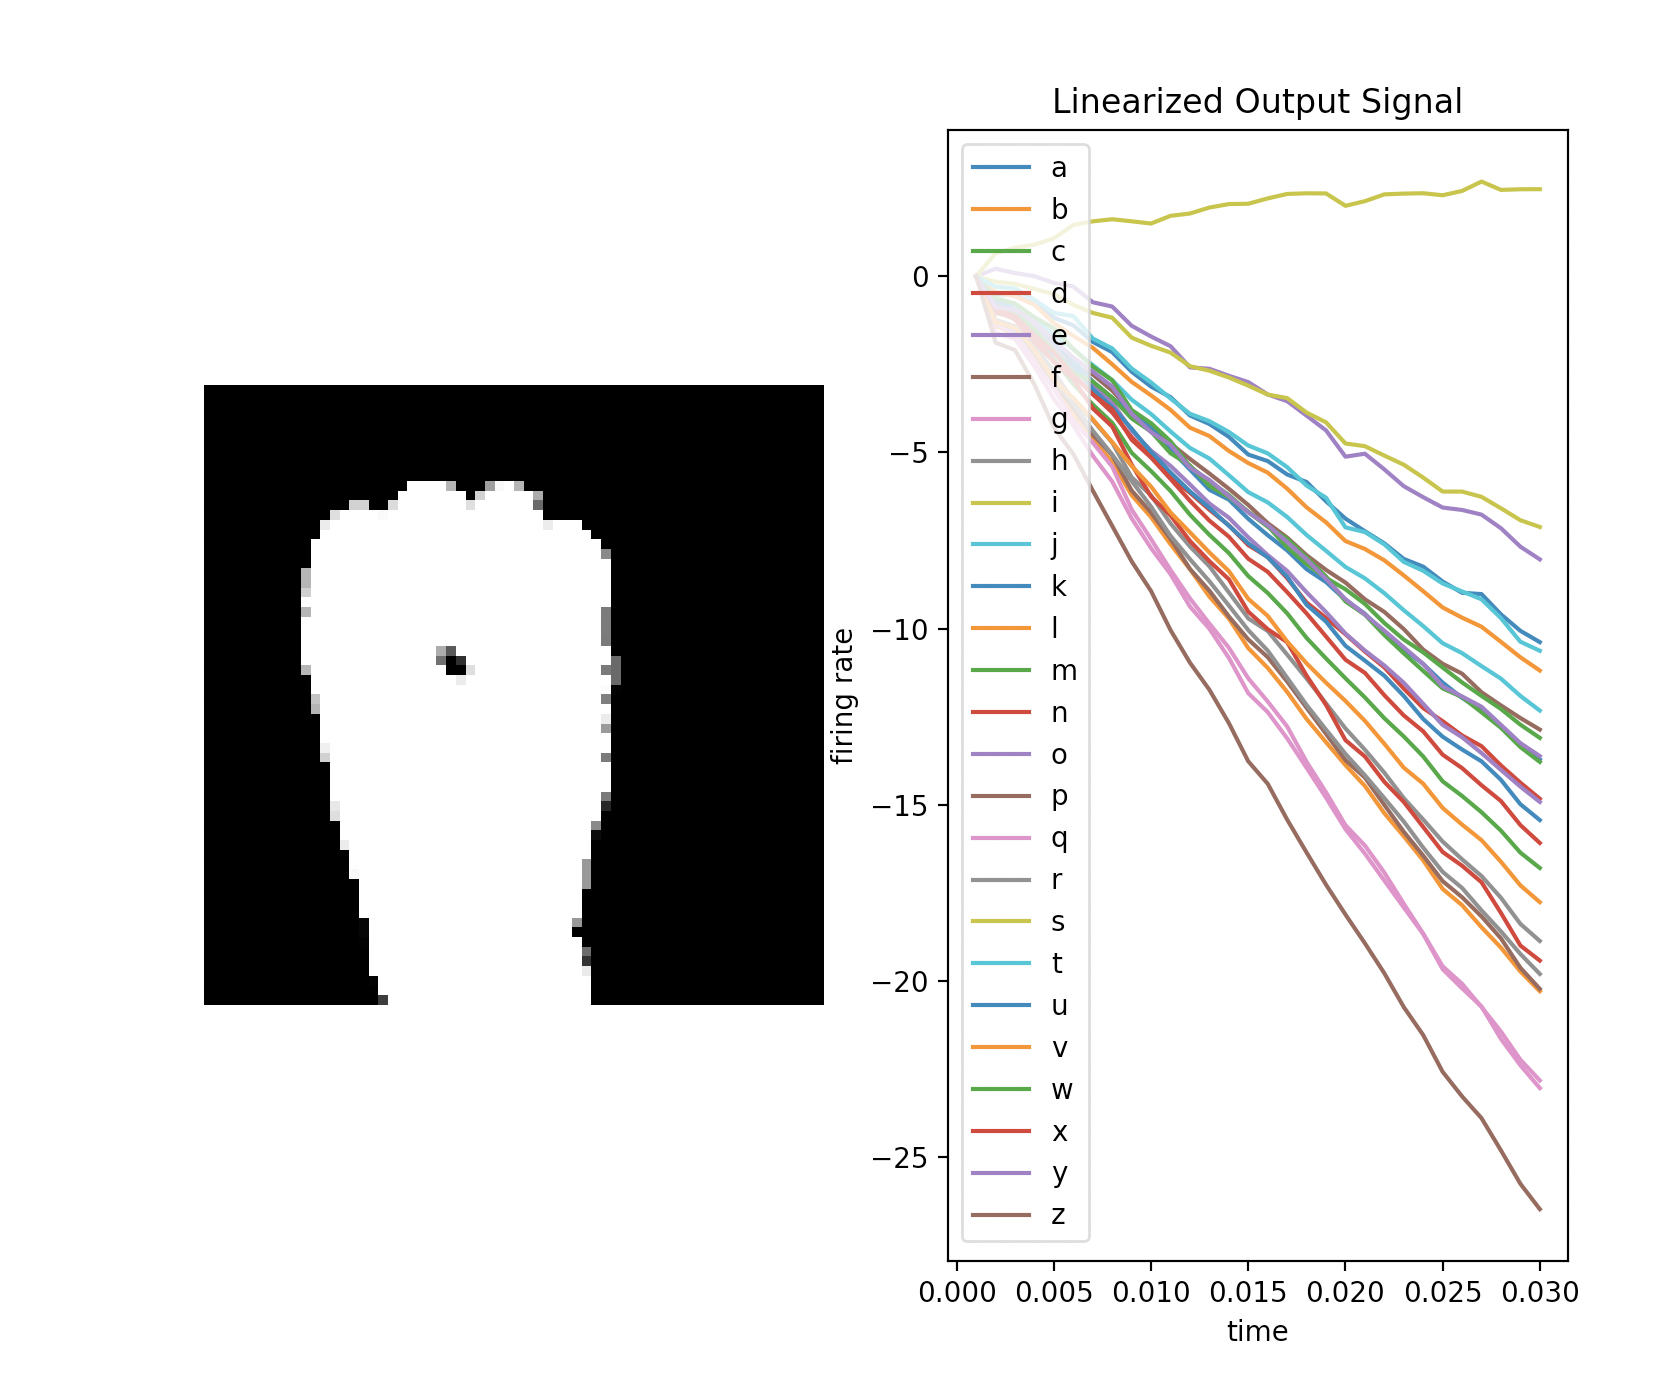 Linearized Output Signal
firing rate
0
−5
−10
−15
−20
−25
a
b
c
d
e
f
g
h
i
j
k
l
m
n
o
p
q
r
s
t
u
v
w
x
y
z
0.000 0.005 0.010 0.015 0.020 0.025 0.030
time